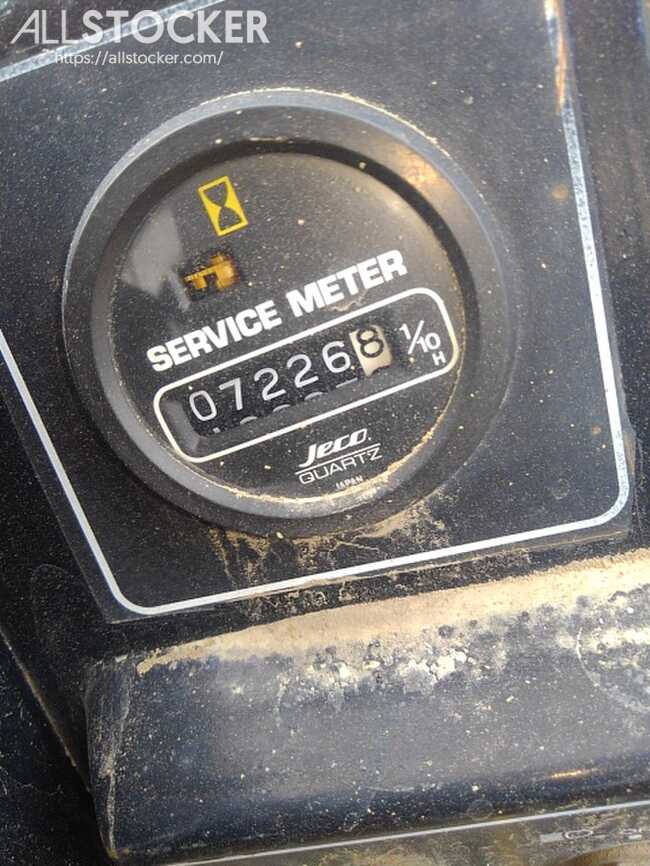 ALLSTOCKER
https://allstocker.com/
SERVICE METER
072268 1/10
H
Jeco
QUARTZ
JAPAN